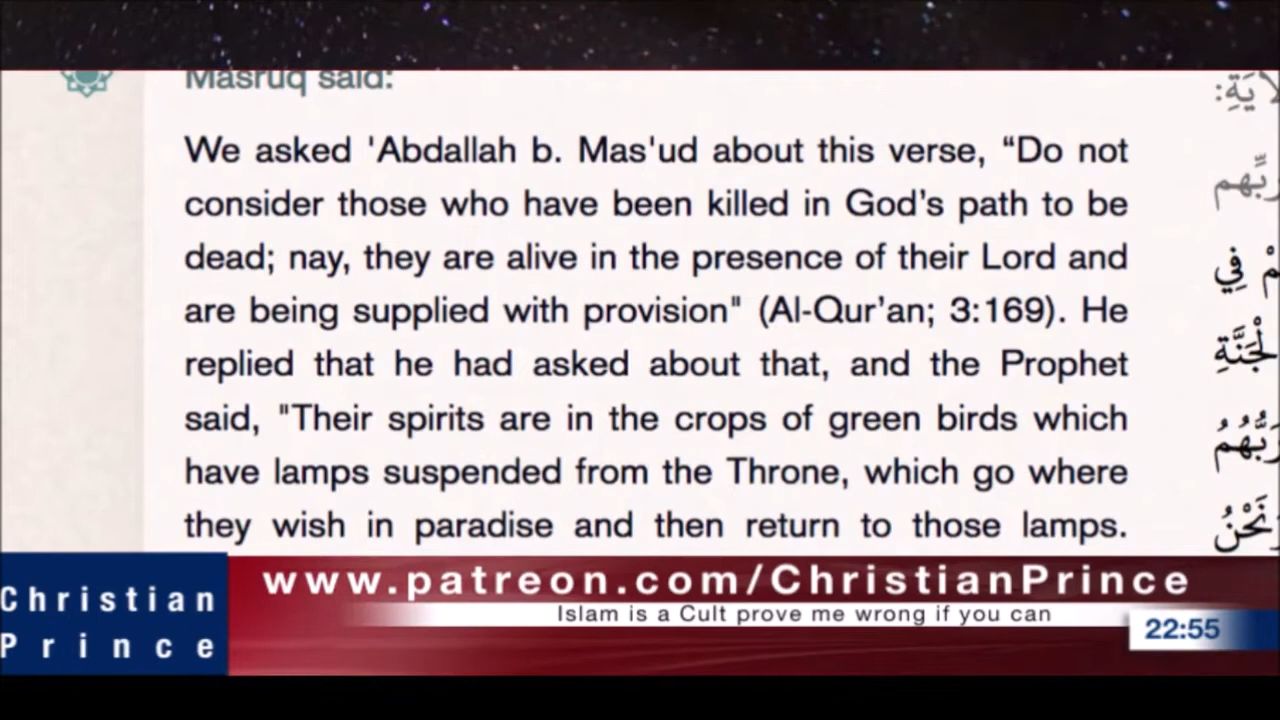 Masruq said:
We asked 'Abdallah b. Mas'ud about this verse, “Do not
consider those who have been killed in God’s path to be
dead; nay, they are alive in the presence of their Lord and
are being supplied with provision" (Al-Qur’an; 3:169). He
replied that he had asked about that, and the Prophet
said, "Their spirits are in the crops of green birds which
have lamps suspended from the Throne, which go where
they wish in paradise and then return to those lamps.
رَبِّهِم
فِي
الْجَنَّةِ
رَبُّهُمُ
www.patreon.com/ChristianPrince
Islam is a Cult prove me wrong if you can
Christian
Prince
22:55